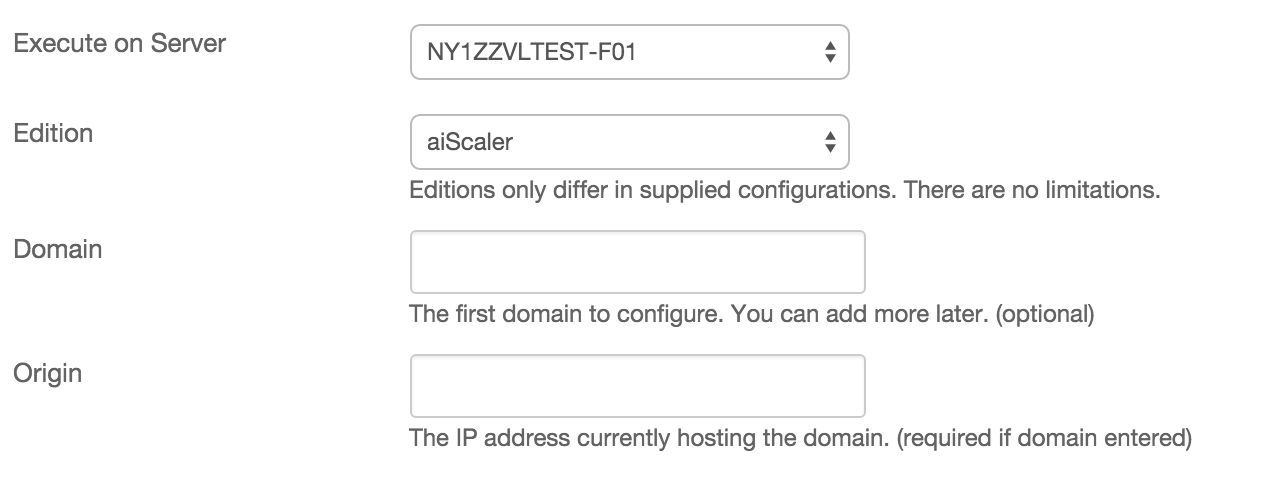 Execute on Server
NY1ZZVLTEST-F01
Edition
aiScaler
Editions only differ in supplied configurations. There are no limitations.
Domain
The first domain to configure. You can add more later. (optional)
Origin
The IP address currently hosting the domain. (required if domain entered)